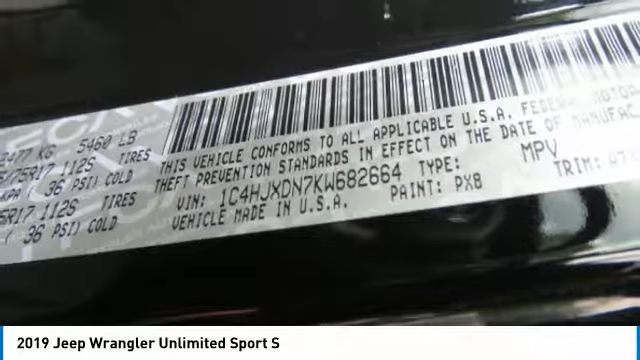 2477 KG 5460 LB
5/75R17 112S TIRES
KPA ( 36 PSI) COLD
5R17 112S TIRES
( 36 PSI) COLD
THIS VEHICLE CONFORMS TO ALL APPLICABLE U.S.A. FEDERAL MOTOR
THEFT PREVENTION STANDARDS IN EFFECT ON THE DATE OF MANUFAC
VIN: 1C4HJXDN7KW682664 TYPE: MPV
VEHICLE MADE IN U.S.A. PAINT: PX8 TRIM:
2019 Jeep Wrangler Unlimited Sport S